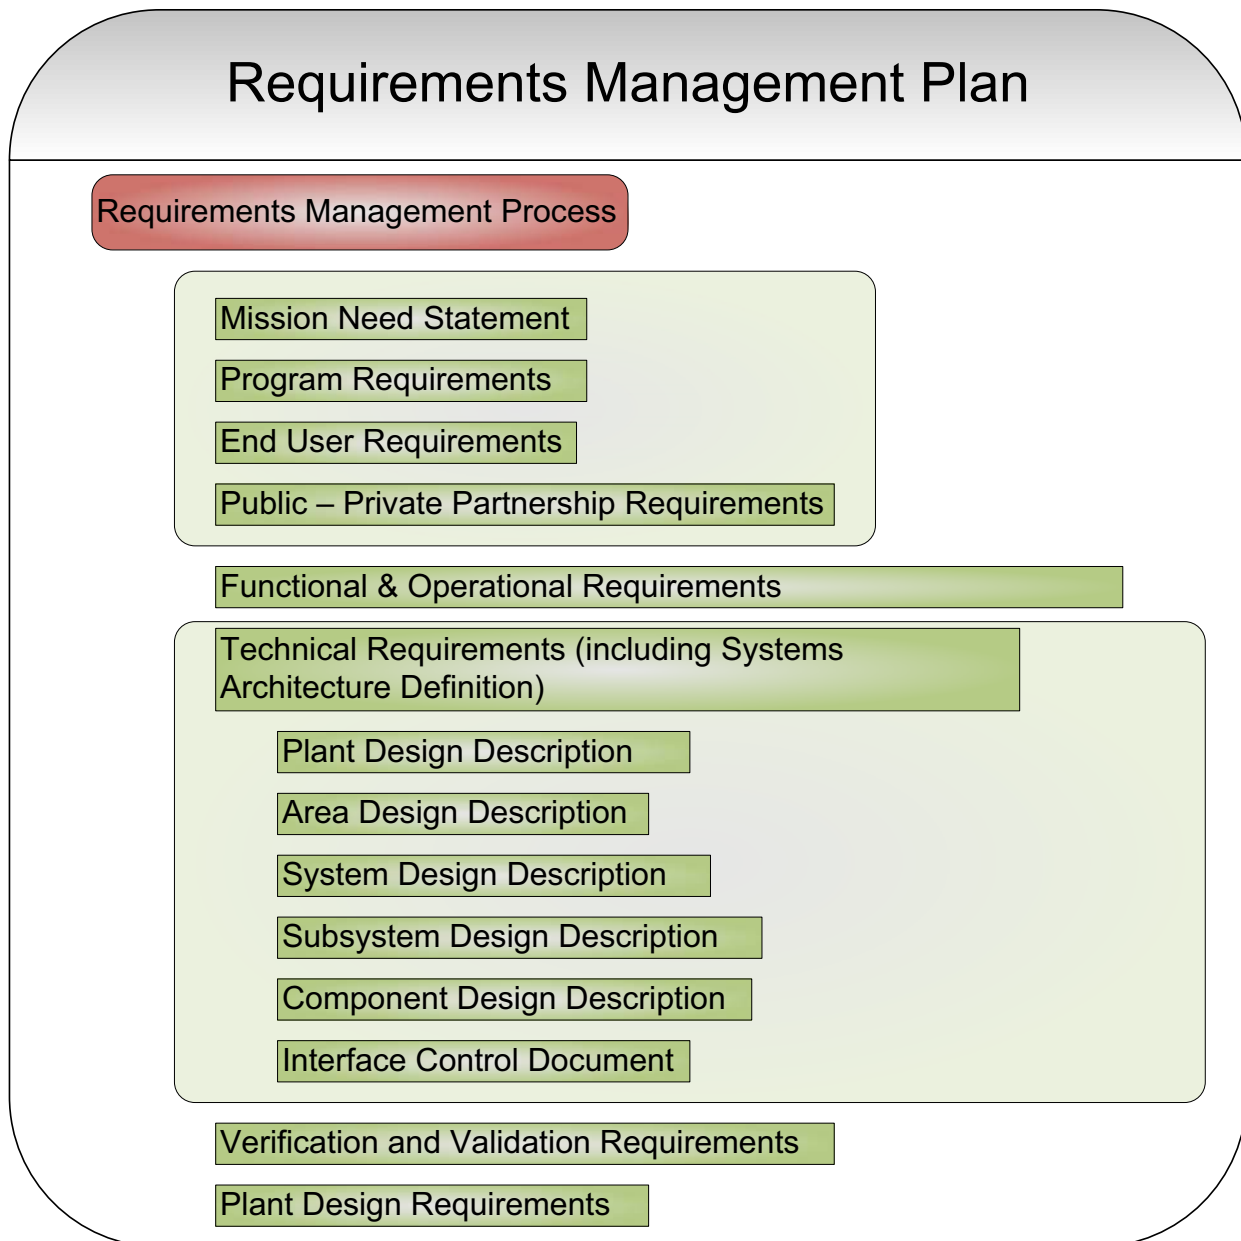 Requirements Management Plan
Requirements Management Process
Mission Need Statement
Program Requirements
End User Requirements
Public – Private Partnership Requirements
Functional & Operational Requirements
Technical Requirements (including Systems
Architecture Definition)
Plant Design Description
Area Design Description
System Design Description
Subsystem Design Description
Component Design Description
Interface Control Document
Verification and Validation Requirements
Plant Design Requirements